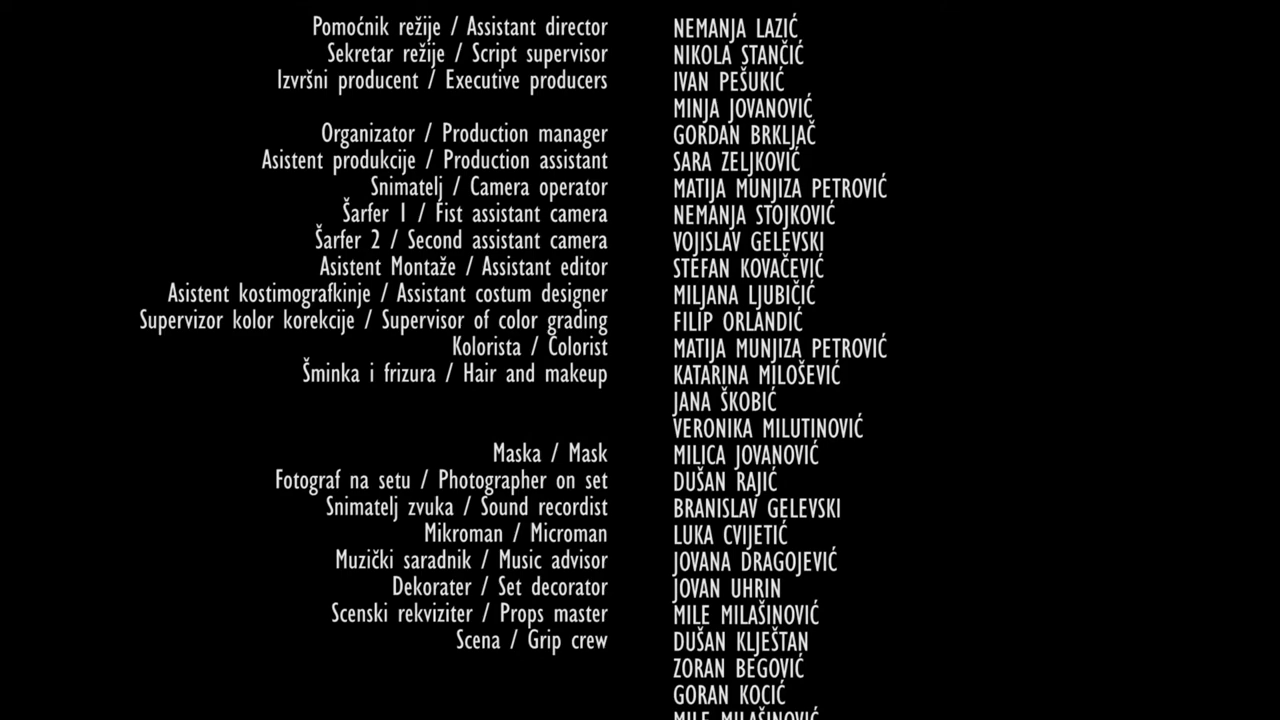 Pomoćnik režije / Assistant director NEMANJA LAZIĆ
Sekretar režije / Script supervisor NIKOLA STANČIĆ
Izvršni producent / Executive producers IVAN PEŠUKIĆ
MINJA JOVANOVIĆ
Organizator / Production manager GORDAN BRKLJAČ
Asistent produkcije / Production assistant SARA ZELJKOVIĆ
Snimatelj / Camera operator MATIJA MUNJIZA PETROVIĆ
Šarfer 1 / Fist assistant camera NEMANJA STOJKOVIĆ
Šarfer 2 / Second assistant camera VOJISLAV GELEVSKI
Asistent Montaže / Assistant editor STEFAN KOVAČEVIĆ
Asistent kostimografkinje / Assistant costum designer MILJANA LJUBIČIĆ
Supervizor kolor korekcije / Supervisor of color grading FILIP ORLANDIĆ
Kolorista / Colorist MATIJA MUNJIZA PETROVIĆ
Šminka i frizura / Hair and makeup KATARINA MILOŠEVIĆ
JANA ŠKOBIĆ
VERONIKA MILUTINOVIĆ
Maska / Mask MILICA JOVANOVIĆ
Fotograf na setu / Photographer on set DUŠAN RAJIĆ
Snimatelj zvuka / Sound recordist BRANISLAV GELEVSKI
Mikroman / Microman LUKA CVIJETIĆ
Muzički saradnik / Music advisor JOVANA DRAGOJEVIĆ
Dekorater / Set decorator JOVAN UHRIN
Scenski rekviziter / Props master MILE MILAŠINOVIĆ
Scena / Grip crew DUŠAN KLJEŠTAN
ZORAN BEGOVIĆ
GORAN KOCIĆ
MILE MILAŠINOVIĆ